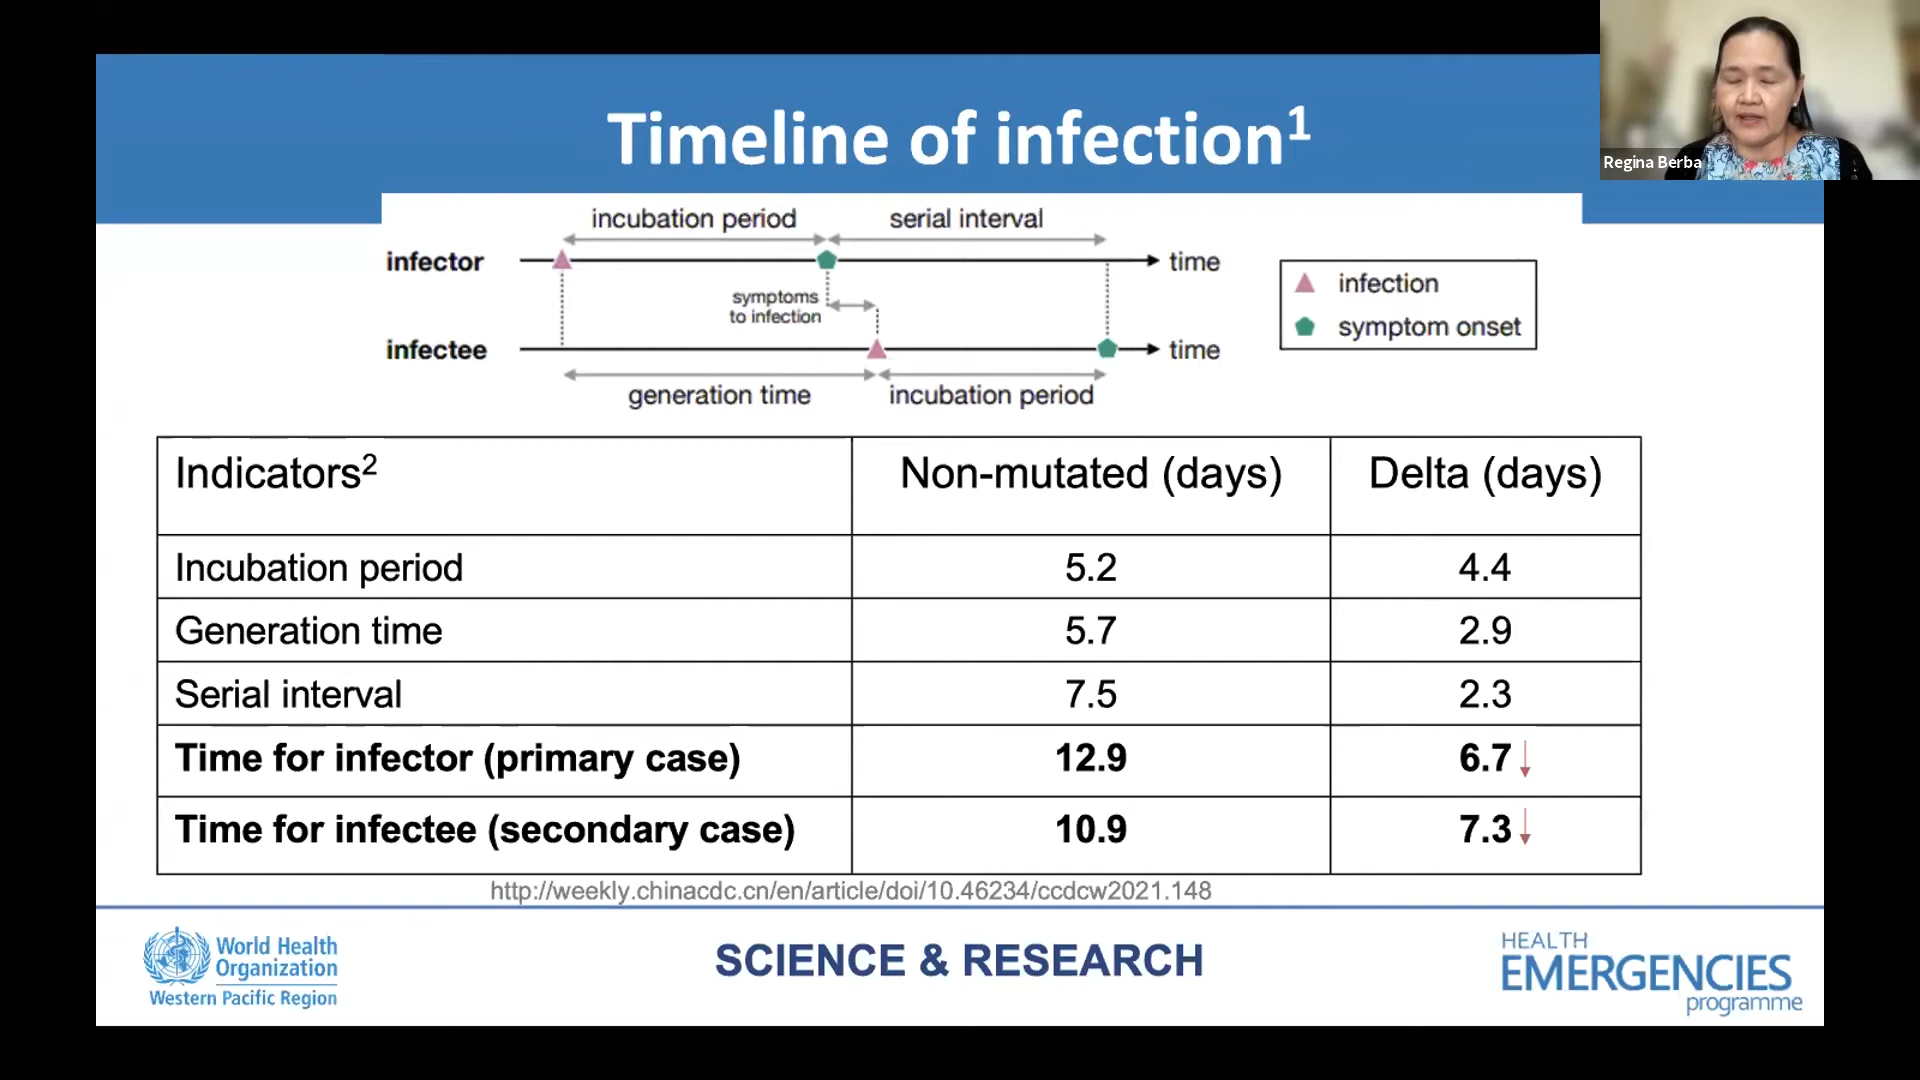 Timeline of infection¹
Regina Berba
incubation period serial interval
infector time
symptoms
to infection
infectee time
generation time incubation period
infection
symptom onset
Indicators² Non-mutated (days) Delta (days)
Incubation period 5.2 4.4
Generation time 5.7 2.9
Serial interval 7.5 2.3
Time for infector (primary case) 12.9 6.7↓
Time for infectee (secondary case) 10.9 7.3↓
http://weekly.chinacdc.cn/en/article/doi/10.46234/ccdcw2021.148
World Health
Organization
Western Pacific Region
SCIENCE & RESEARCH
HEALTH
EMERGENCIES
programme